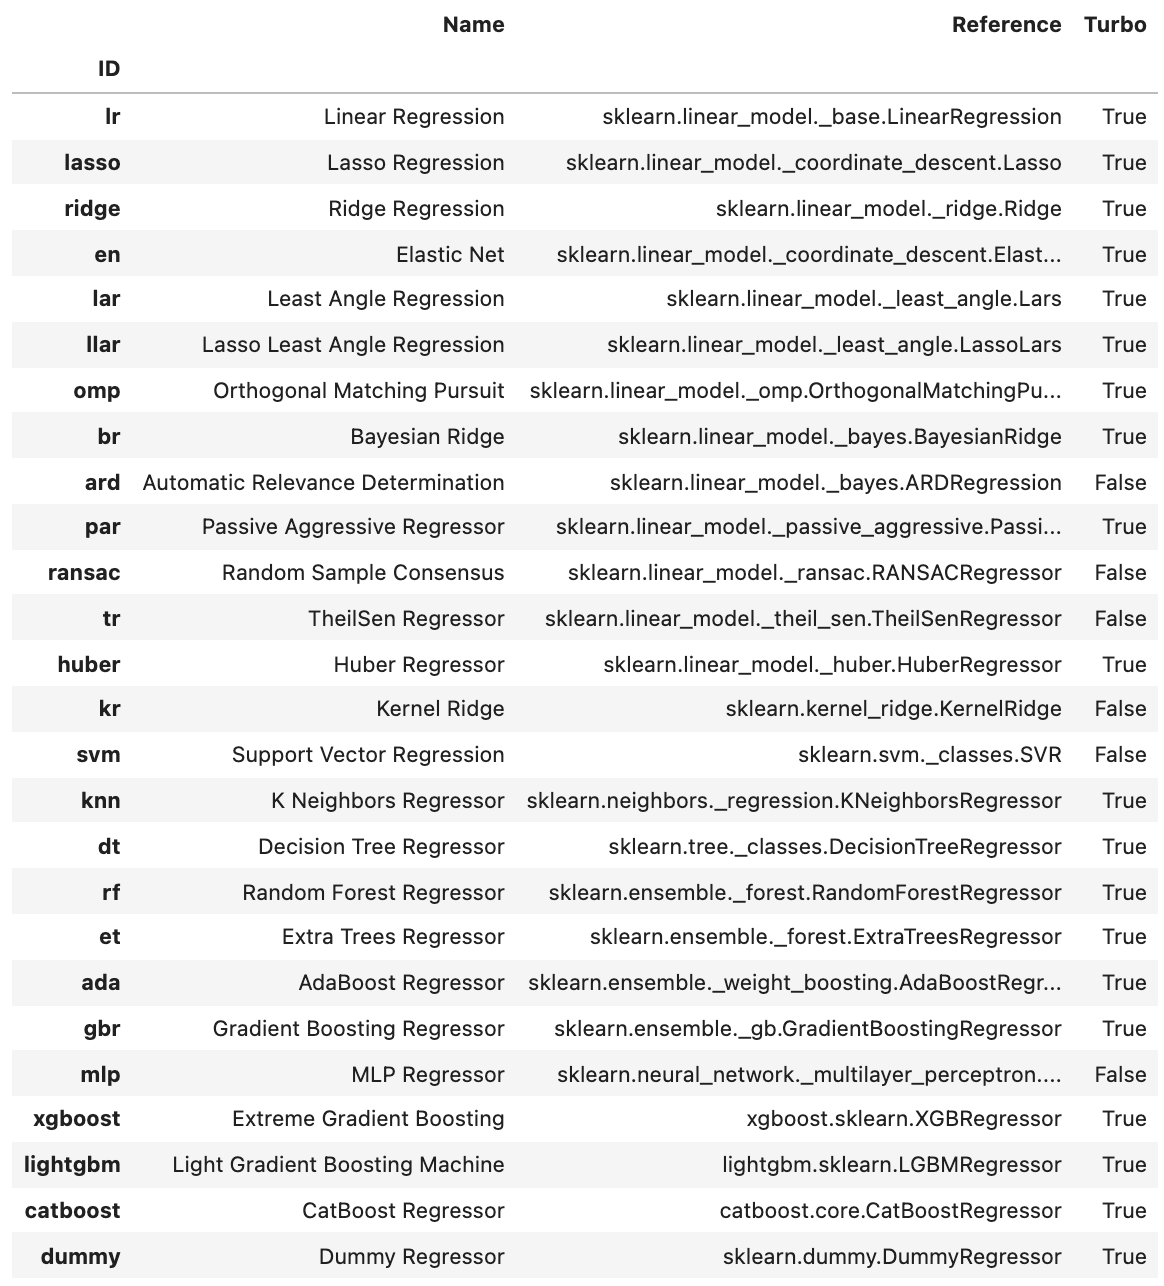 Name Reference Turbo
ID
lr Linear Regression sklearn.linear_model._base.LinearRegression True
lasso Lasso Regression sklearn.linear_model._coordinate_descent.Lasso True
ridge Ridge Regression sklearn.linear_model._ridge.Ridge True
en Elastic Net sklearn.linear_model._coordinate_descent.Elast... True
lar Least Angle Regression sklearn.linear_model._least_angle.Lars True
llar Lasso Least Angle Regression sklearn.linear_model._least_angle.LassoLars True
omp Orthogonal Matching Pursuit sklearn.linear_model._omp.OrthogonalMatchingPu... True
br Bayesian Ridge sklearn.linear_model._bayes.BayesianRidge True
ard Automatic Relevance Determination sklearn.linear_model._bayes.ARDRegression False
par Passive Aggressive Regressor sklearn.linear_model._passive_aggressive.Passi... True
ransac Random Sample Consensus sklearn.linear_model._ransac.RANSACRegressor False
tr TheilSen Regressor sklearn.linear_model._theil_sen.TheilSenRegressor False
huber Huber Regressor sklearn.linear_model._huber.HuberRegressor True
kr Kernel Ridge sklearn.kernel_ridge.KernelRidge False
svm Support Vector Regression sklearn.svm._classes.SVR False
knn K Neighbors Regressor sklearn.neighbors._regression.KNeighborsRegressor True
dt Decision Tree Regressor sklearn.tree._classes.DecisionTreeRegressor True
rf Random Forest Regressor sklearn.ensemble._forest.RandomForestRegressor True
et Extra Trees Regressor sklearn.ensemble._forest.ExtraTreesRegressor True
ada AdaBoost Regressor sklearn.ensemble._weight_boosting.AdaBoostRegr... True
gbr Gradient Boosting Regressor sklearn.ensemble._gb.GradientBoostingRegressor True
mlp MLP Regressor sklearn.neural_network._multilayer_perceptron.... False
xgboost Extreme Gradient Boosting xgboost.sklearn.XGBRegressor True
lightgbm Light Gradient Boosting Machine lightgbm.sklearn.LGBMRegressor True
catboost CatBoost Regressor catboost.core.CatBoostRegressor True
dummy Dummy Regressor sklearn.dummy.DummyRegressor True